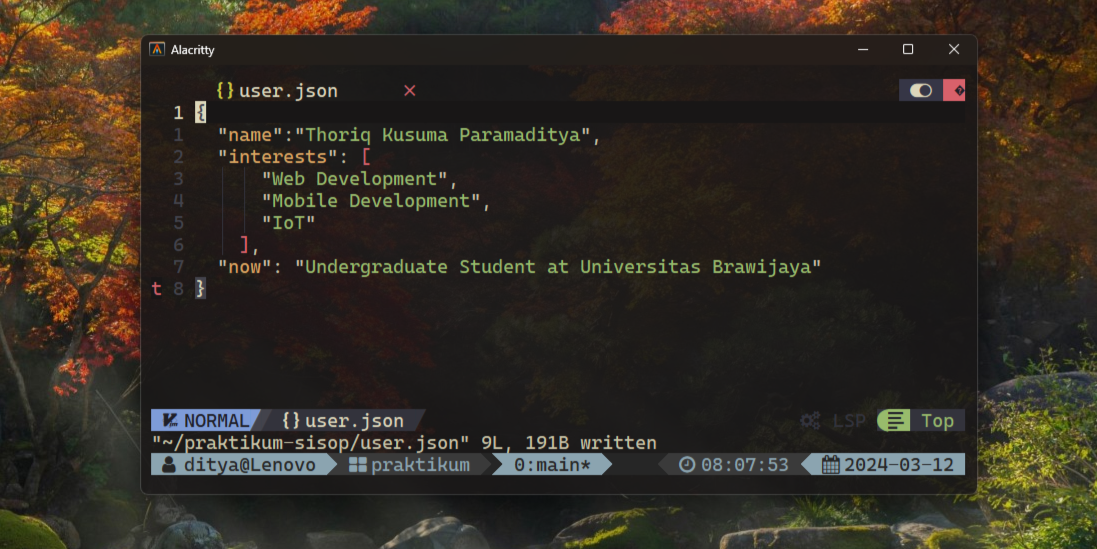 Alacritty
{} user.json
1 {
1 "name":"Thoriq Kusuma Paramaditya",
2 "interests": [
3 "Web Development",
4 "Mobile Development",
5 "IoT"
6 ],
7 "now": "Undergraduate Student at Universitas Brawijaya"
t 8 }
NORMAL {} user.json LSP Top
"~/praktikum-sisop/user.json" 9L, 191B written
ditya@Lenovo praktikum 0:main* 08:07:53 2024-03-12